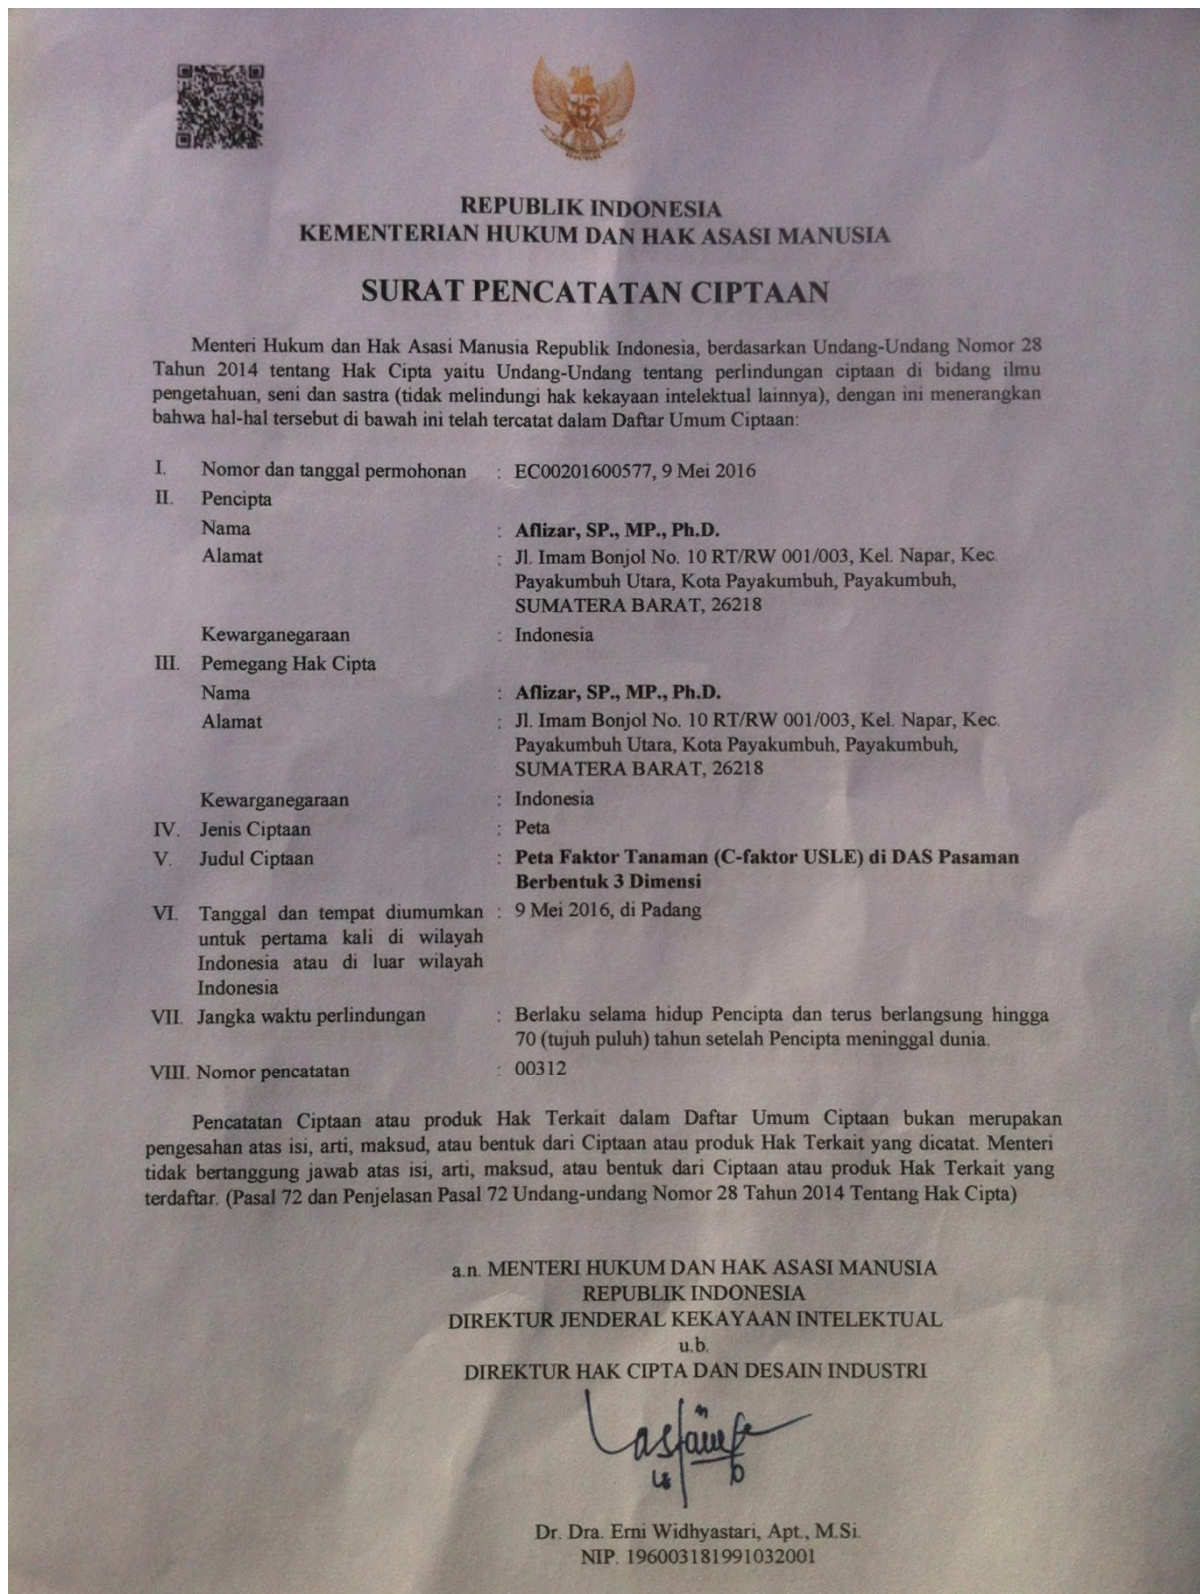 REPUBLIK INDONESIA
KEMENTERIAN HUKUM DAN HAK ASASI MANUSIA
SURAT PENCATATAN CIPTAAN
Menteri Hukum dan Hak Asasi Manusia Republik Indonesia, berdasarkan Undang-Undang Nomor 28
Tahun 2014 tentang Hak Cipta yaitu Undang-Undang tentang perlindungan ciptaan di bidang ilmu
pengetahuan, seni dan sastra (tidak melindungi hak kekayaan intelektual lainnya), dengan ini menerangkan
bahwa hal-hal tersebut di bawah ini telah tercatat dalam Daftar Umum Ciptaan:
I. Nomor dan tanggal permohonan : EC00201600577, 9 Mei 2016
II. Pencipta
Nama : Aflizar, SP., MP., Ph.D.
Alamat : Jl. Imam Bonjol No. 10 RT/RW 001/003, Kel. Napar, Kec.
Payakumbuh Utara, Kota Payakumbuh, Payakumbuh,
SUMATERA BARAT, 26218
Kewarganegaraan : Indonesia
III. Pemegang Hak Cipta
Nama : Aflizar, SP., MP., Ph.D.
Alamat : Jl. Imam Bonjol No. 10 RT/RW 001/003, Kel. Napar, Kec.
Payakumbuh Utara, Kota Payakumbuh, Payakumbuh,
SUMATERA BARAT, 26218
Kewarganegaraan : Indonesia
IV. Jenis Ciptaan : Peta
V. Judul Ciptaan : Peta Faktor Tanaman (C-faktor USLE) di DAS Pasaman
Berbentuk 3 Dimensi
VI. Tanggal dan tempat diumumkan : 9 Mei 2016, di Padang
untuk pertama kali di wilayah
Indonesia atau di luar wilayah
Indonesia
VII. Jangka waktu perlindungan : Berlaku selama hidup Pencipta dan terus berlangsung hingga
70 (tujuh puluh) tahun setelah Pencipta meninggal dunia.
VIII. Nomor pencatatan : 00312
Pencatatan Ciptaan atau produk Hak Terkait dalam Daftar Umum Ciptaan bukan merupakan
pengesahan atas isi, arti, maksud, atau bentuk dari Ciptaan atau produk Hak Terkait yang dicatat. Menteri
tidak bertanggung jawab atas isi, arti, maksud, atau bentuk dari Ciptaan atau produk Hak Terkait yang
terdaftar. (Pasal 72 dan Penjelasan Pasal 72 Undang-undang Nomor 28 Tahun 2014 Tentang Hak Cipta)
a.n. MENTERI HUKUM DAN HAK ASASI MANUSIA
REPUBLIK INDONESIA
DIREKTUR JENDERAL KEKAYAAN INTELEKTUAL
u.b.
DIREKTUR HAK CIPTA DAN DESAIN INDUSTRI
Dr. Dra. Erni Widhyastari, Apt., M.Si.
NIP. 196003181991032001